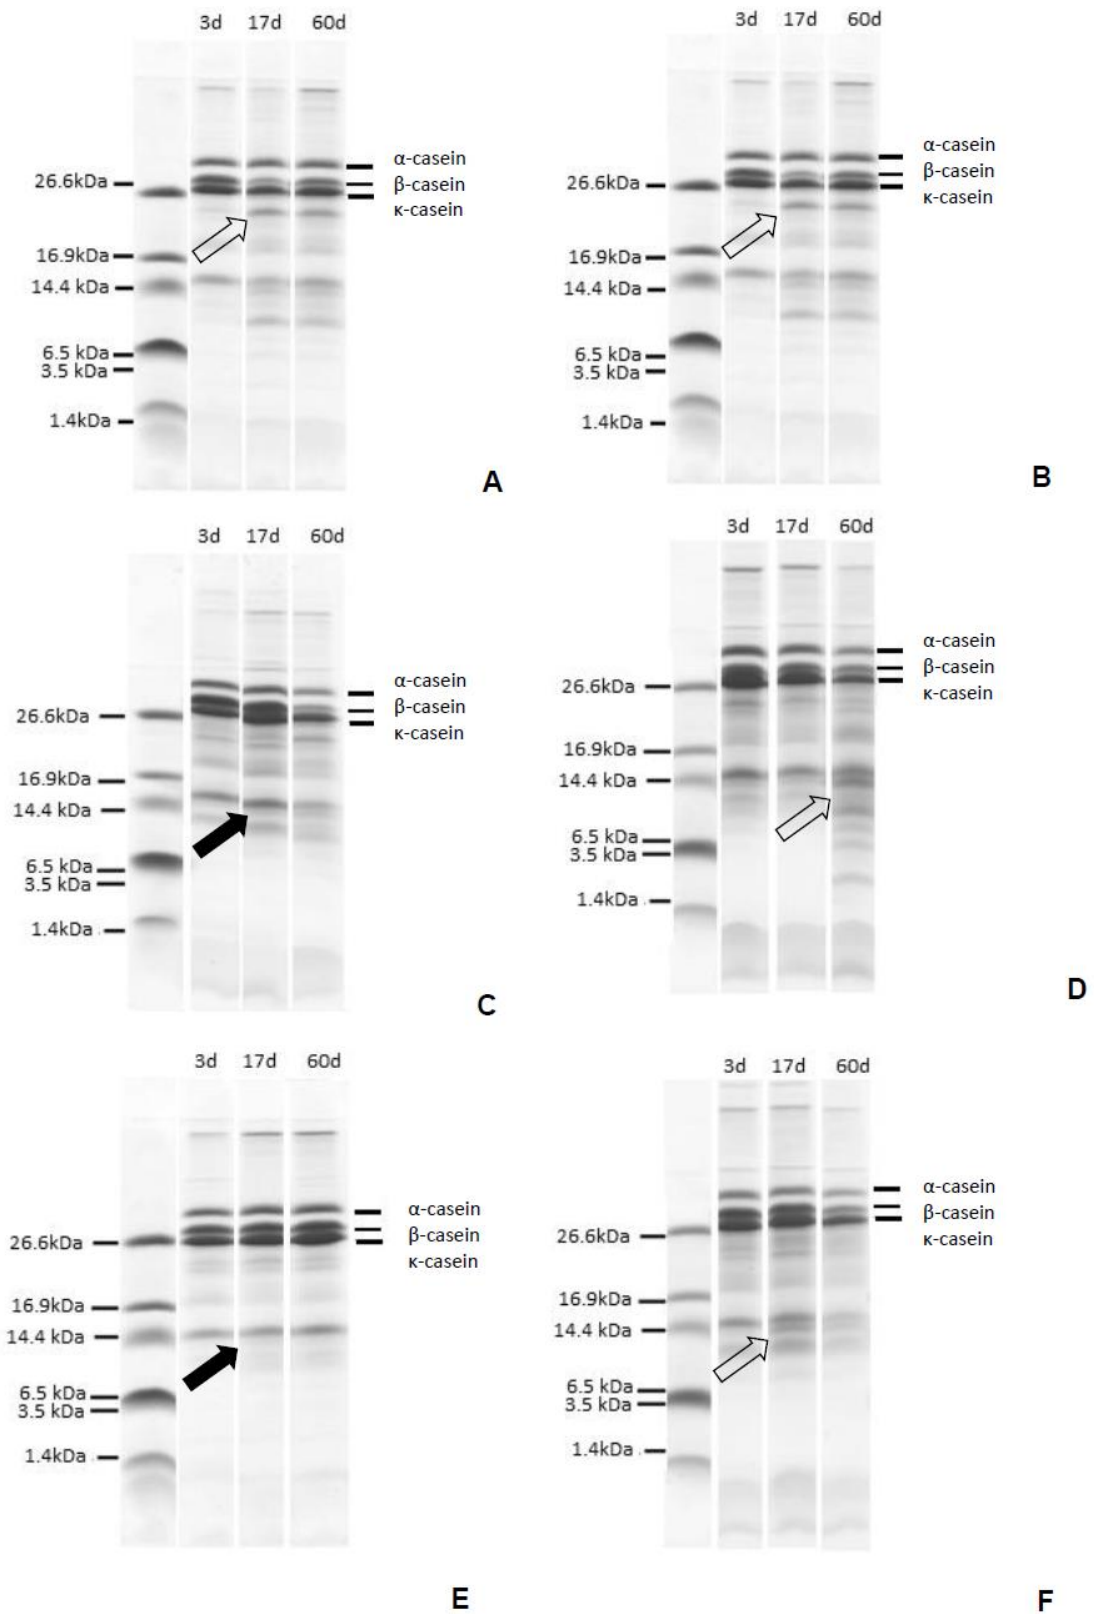 3d 17d 60d
α-casein
26.6kDa
β-casein
κ-casein
16.9kDa
14.4 kDa
6.5 kDa
3.5 kDa
1.4kDa
A
3d 17d 60d
α-casein
26.6kDa
β-casein
κ-casein
16.9kDa
14.4 kDa
6.5 kDa
3.5 kDa
1.4kDa
B
3d 17d 60d
α-casein
26.6kDa
β-casein
κ-casein
16.9kDa
14.4 kDa
6.5 kDa
3.5 kDa
1.4kDa
C
3d 17d 60d
α-casein
β-casein
26.6kDa
κ-casein
16.9kDa
14.4 kDa
6.5 kDa
3.5 kDa
1.4kDa
D
3d 17d 60d
α-casein
β-casein
26.6kDa
κ-casein
16.9kDa
14.4 kDa
6.5 kDa
3.5 kDa
1.4kDa
E
3d 17d 60d
α-casein
β-casein
26.6kDa
κ-casein
16.9kDa
14.4 kDa
6.5 kDa
3.5 kDa
1.4kDa
F